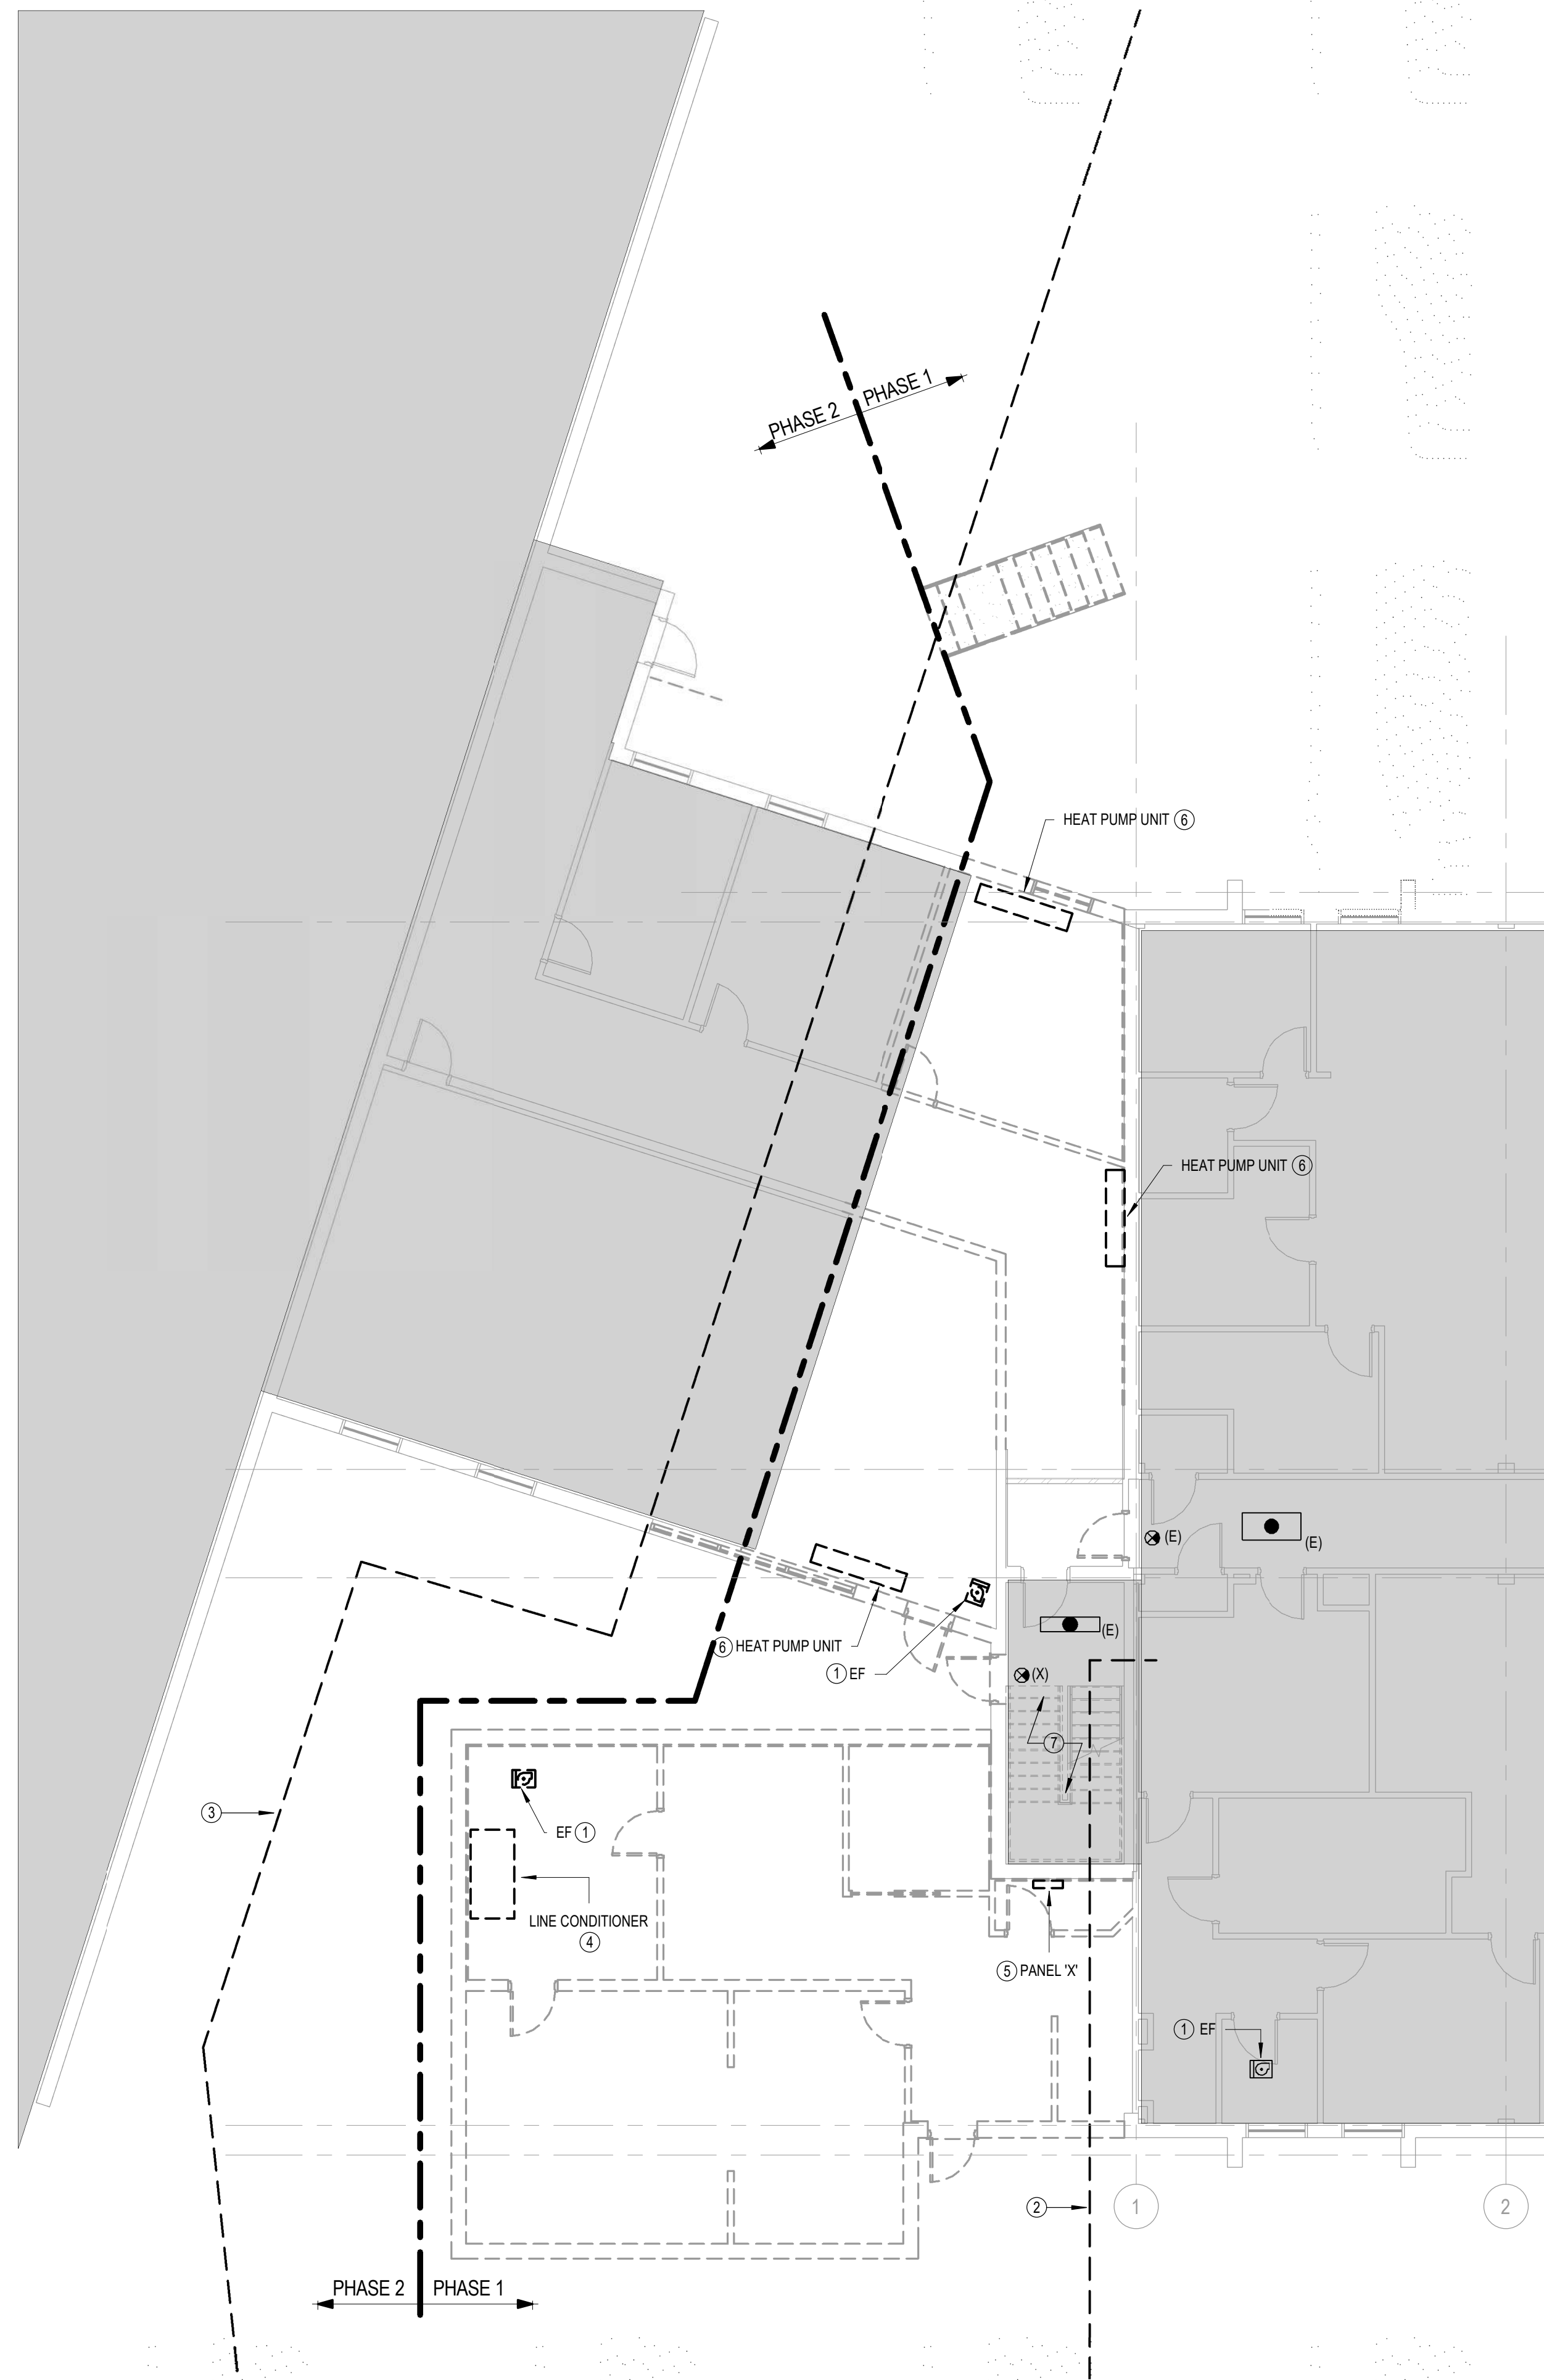 PHASE 2 PHASE 1
HEAT PUMP UNIT 6
HEAT PUMP UNIT 6
(E)
(E)
(E)
6 HEAT PUMP UNIT
1 EF
(X)
7
3
EF 1
LINE CONDITIONER
4
5 PANEL 'X'
1 EF
2
1
2
PHASE 2 PHASE 1